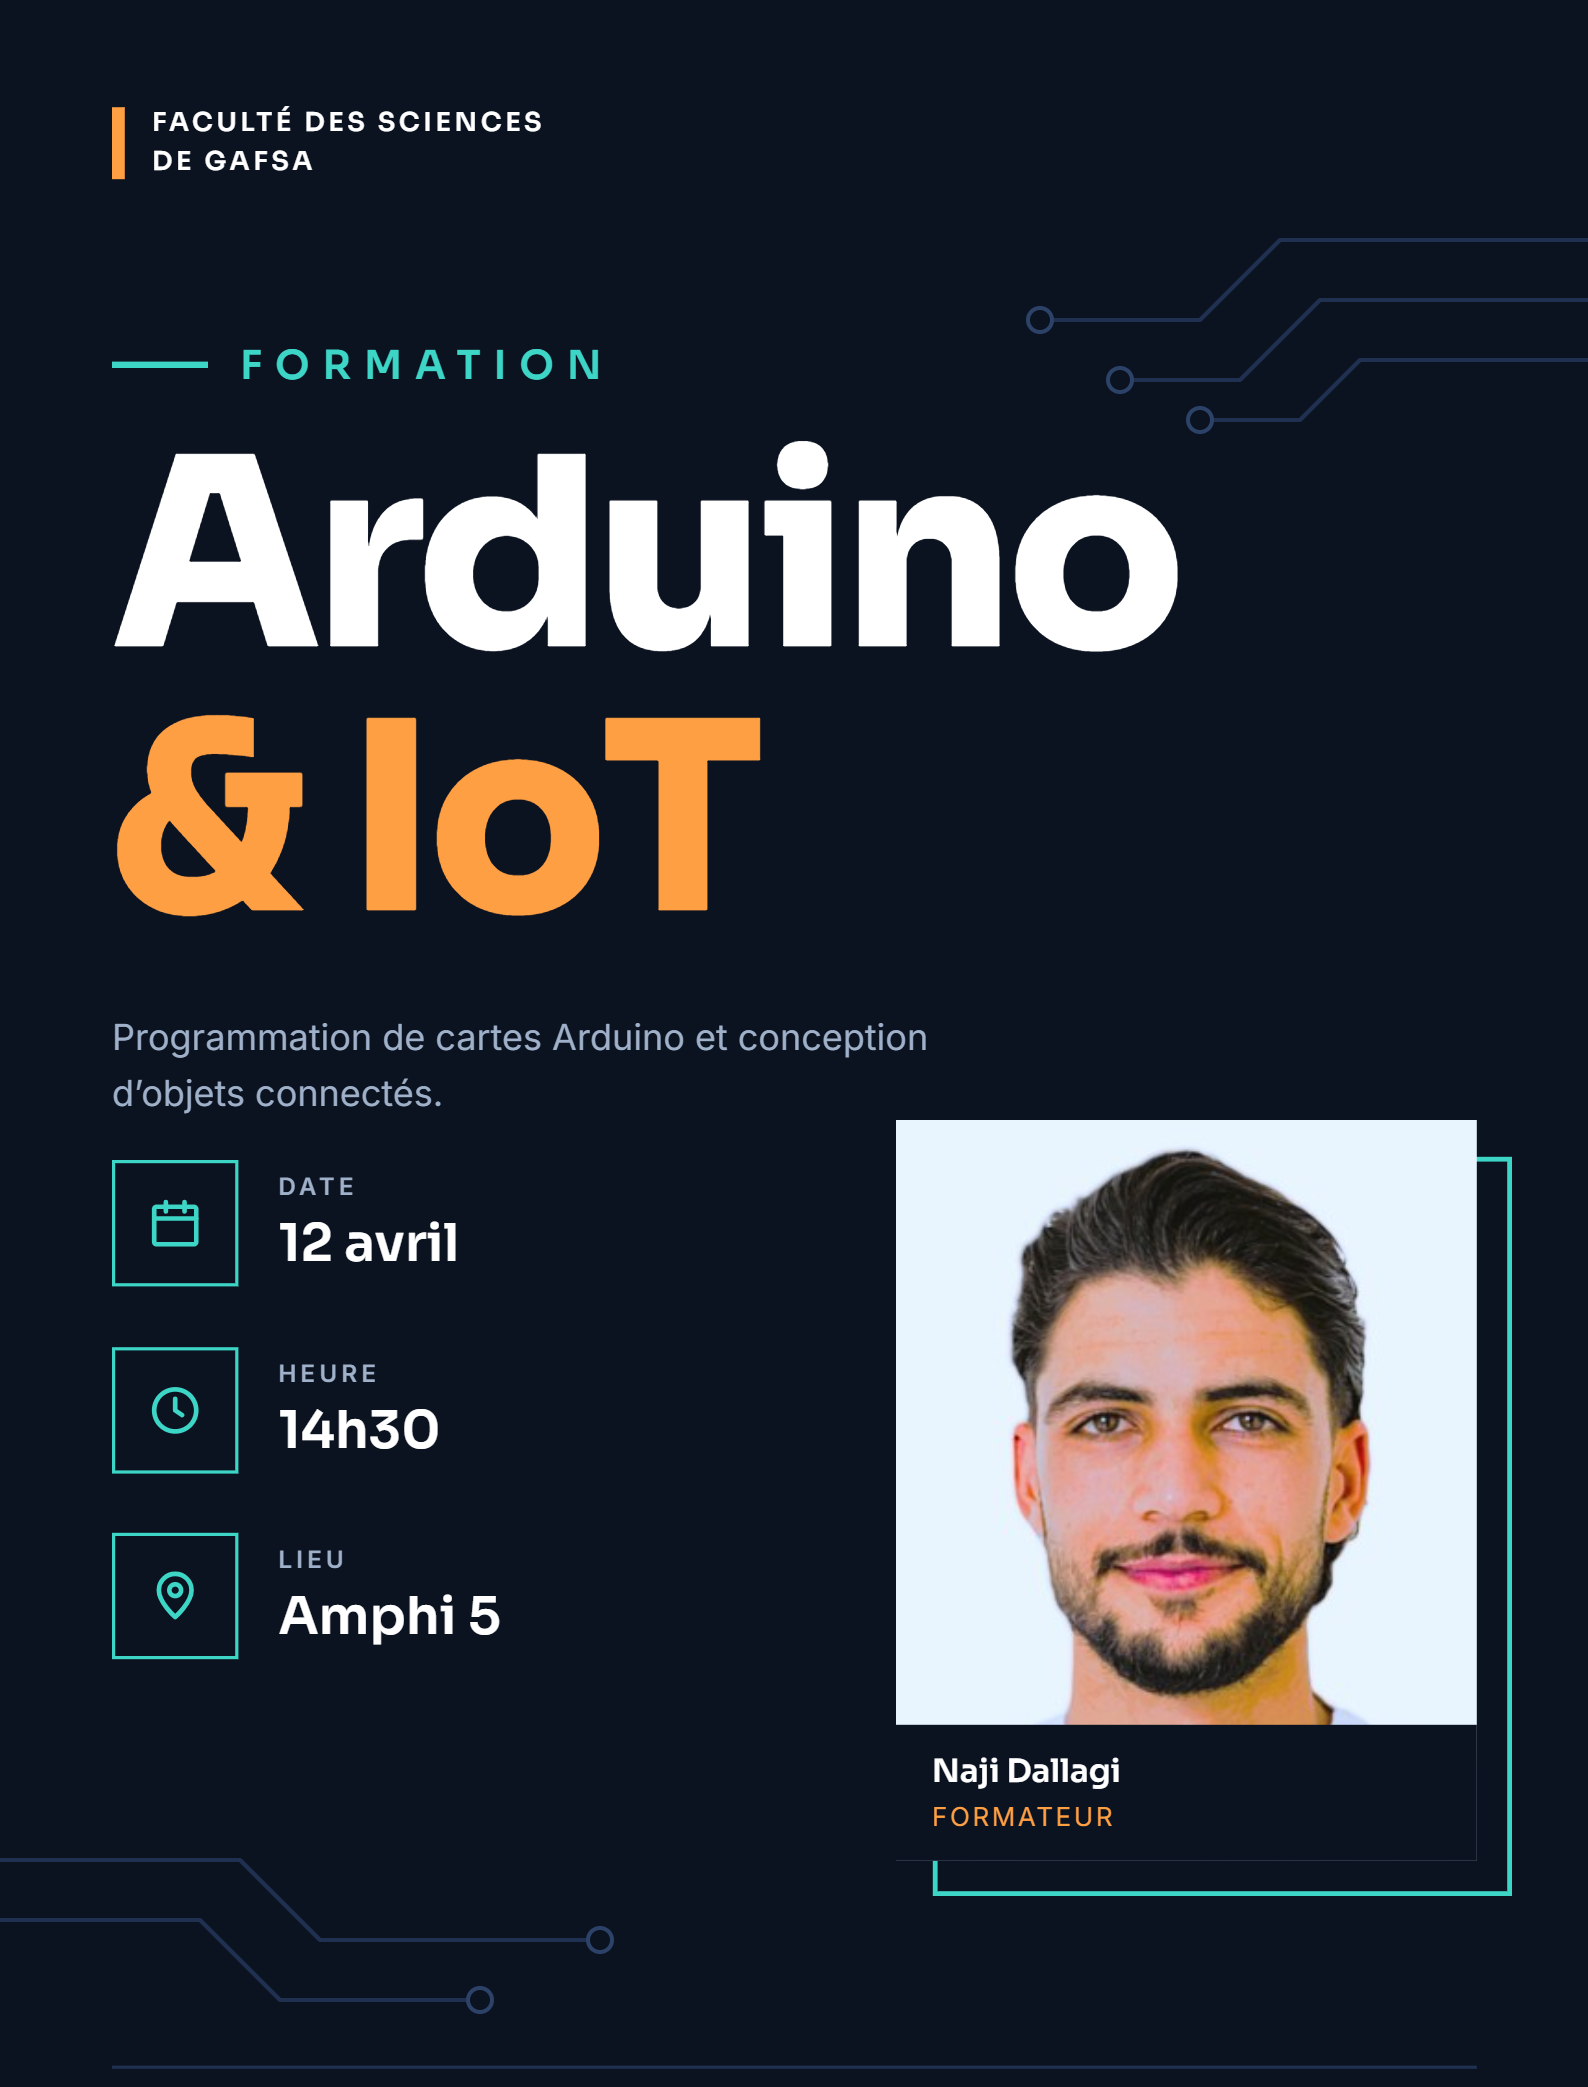 FACULTÉ DES SCIENCES
DE GAFSA
FORMATION
Arduino
& IoT
Programmation de cartes Arduino et conception
d’objets connectés.
DATE
12 avril
HEURE
14h30
LIEU
Amphi 5
Naji Dallagi
FORMATEUR